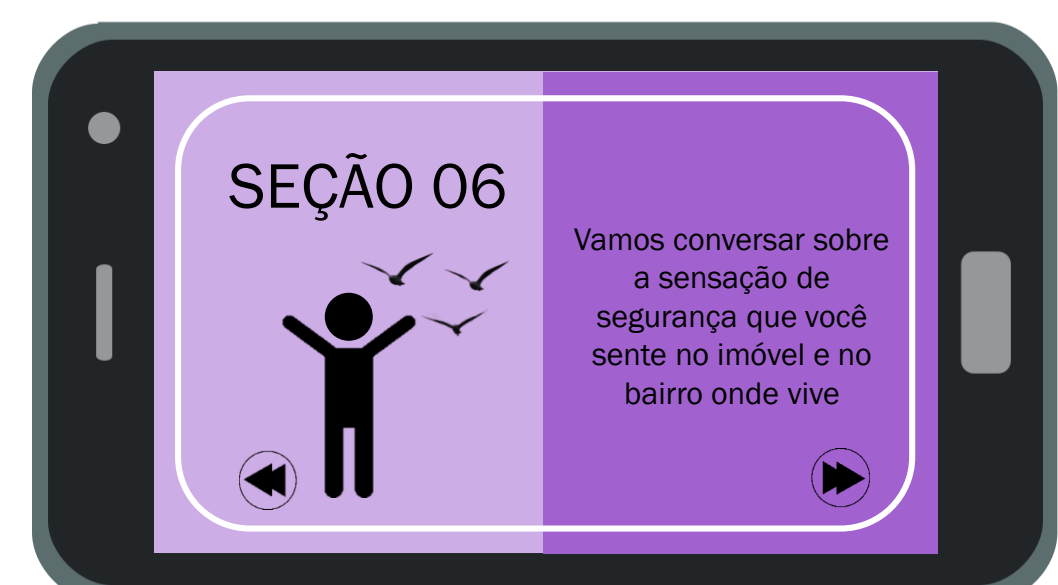 SEÇÃO 06
Vamos conversar sobre
a sensação de
segurança que você
sente no imóvel e no
bairro onde vive